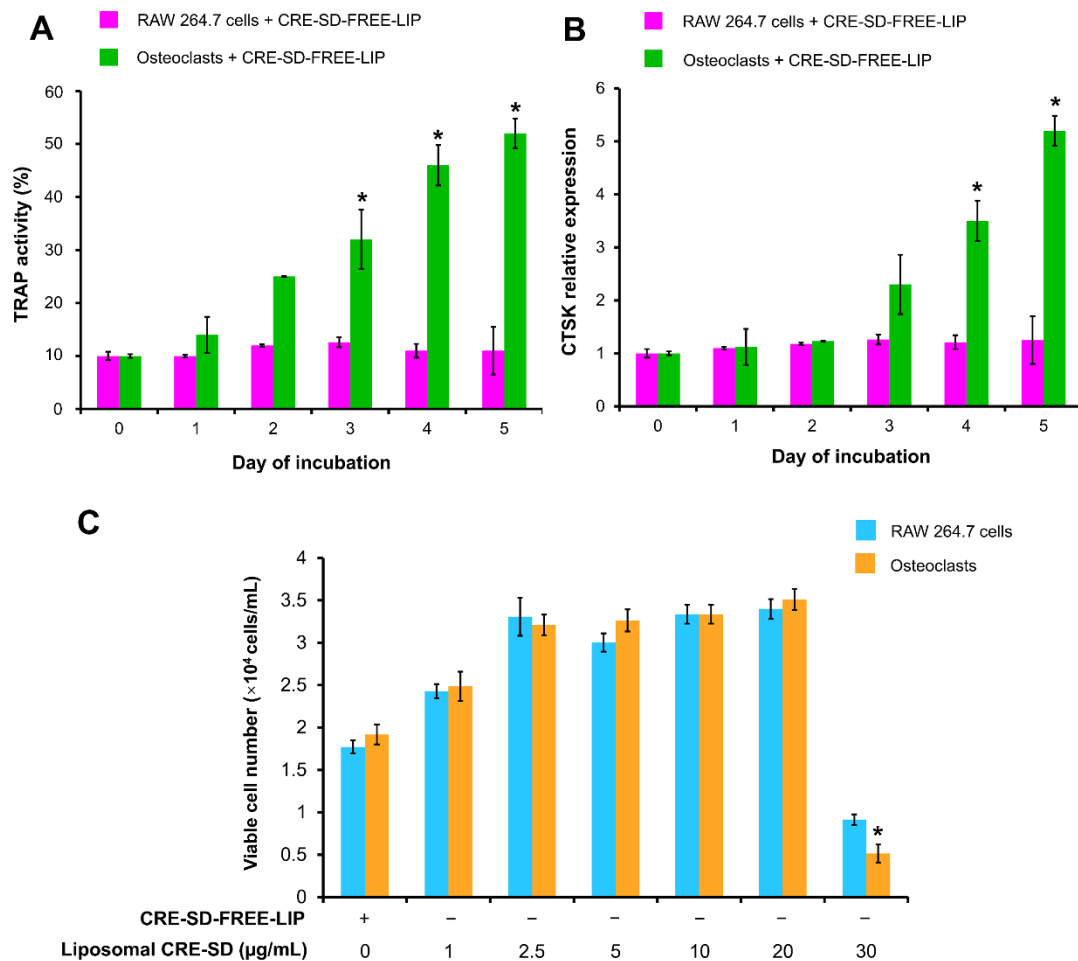 A
RAW 264.7 cells + CRE-SD-FREE-LIP
Osteoclasts + CRE-SD-FREE-LIP
TRAP activity (%)
60
50
40
30
20
10
0
*
*
*
0 1 2 3 4 5
Day of incubation
B
RAW 264.7 cells + CRE-SD-FREE-LIP
Osteoclasts + CRE-SD-FREE-LIP
CTSK relative expression
6
5
4
3
2
1
0
*
*
0 1 2 3 4 5
Day of incubation
C
RAW 264.7 cells
Osteoclasts
Viable cell number (×10⁴ cells/mL)
4
3.5
3
2.5
2
1.5
1
0.5
0
*
CRE-SD-FREE-LIP + − − − − − −
Liposomal CRE-SD (µg/mL) 0 1 2.5 5 10 20 30